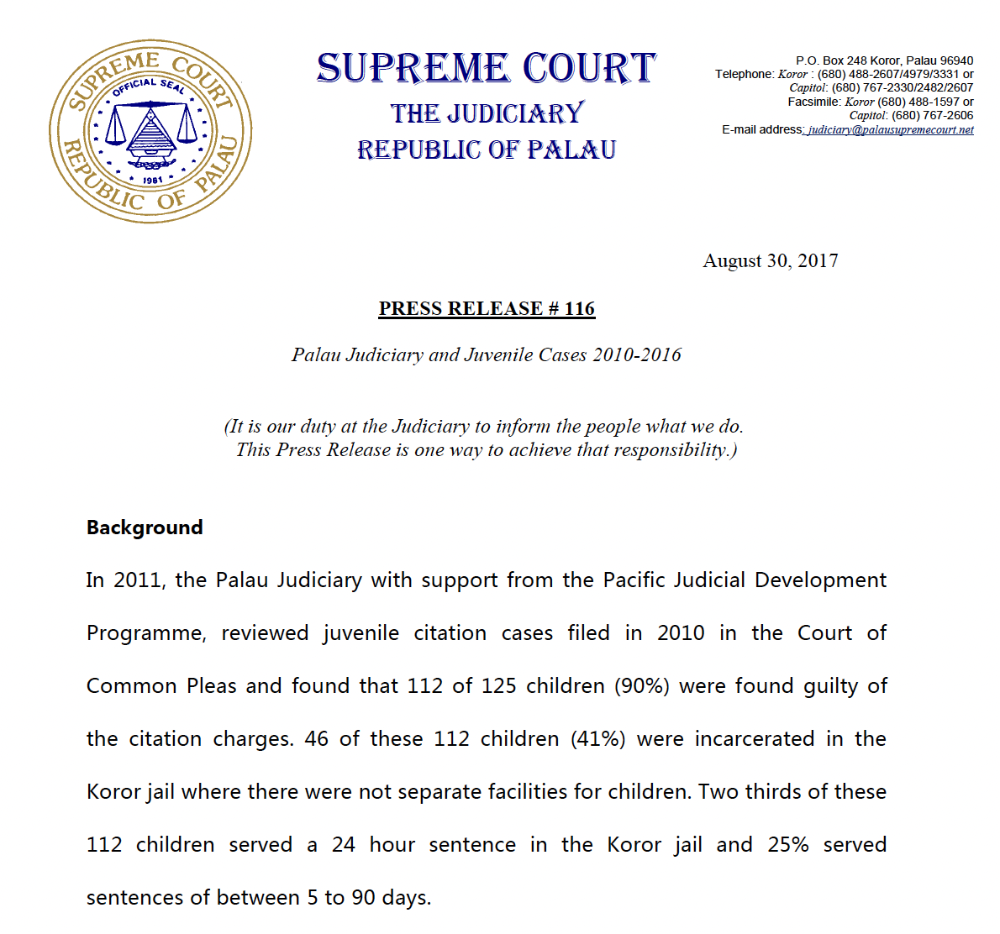 SUPREME COURT
REPUBLIC OF PALAU
OFFICIAL SEAL
1981
SUPREME COURT
THE JUDICIARY
REPUBLIC OF PALAU
P.O. Box 248 Koror, Palau 96940
Telephone: Koror : (680) 488-2607/4979/3331 or
Capitol: (680) 767-2330/2482/2607
Facsimile: Koror (680) 488-1597 or
Capitol: (680) 767-2606
E-mail address: judiciary@palausupremecourt.net
August 30, 2017
PRESS RELEASE # 116
Palau Judiciary and Juvenile Cases 2010-2016
(It is our duty at the Judiciary to inform the people what we do.
This Press Release is one way to achieve that responsibility.)
Background
In 2011, the Palau Judiciary with support from the Pacific Judicial Development
Programme, reviewed juvenile citation cases filed in 2010 in the Court of
Common Pleas and found that 112 of 125 children (90%) were found guilty of
the citation charges. 46 of these 112 children (41%) were incarcerated in the
Koror jail where there were not separate facilities for children. Two thirds of these
112 children served a 24 hour sentence in the Koror jail and 25% served
sentences of between 5 to 90 days.